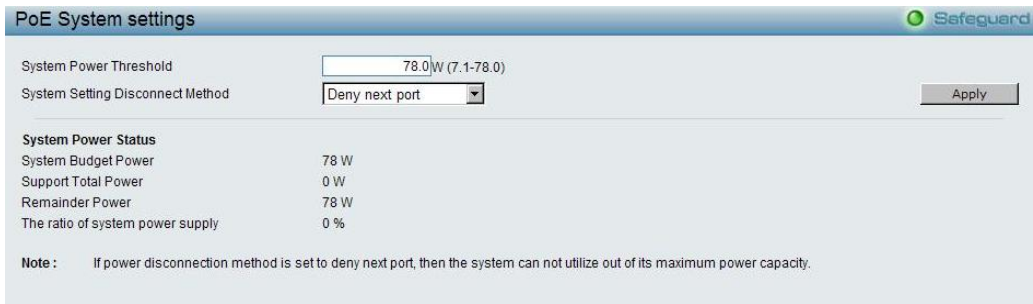 PoE System settings
Safeguard
System Power Threshold 78.0 W (7.1-78.0)
System Setting Disconnect Method Deny next port Apply
System Power Status
System Budget Power 78 W
Support Total Power 0 W
Remainder Power 78 W
The ratio of system power supply 0 %
Note : If power disconnection method is set to deny next port, then the system can not utilize out of its maximum power capacity.